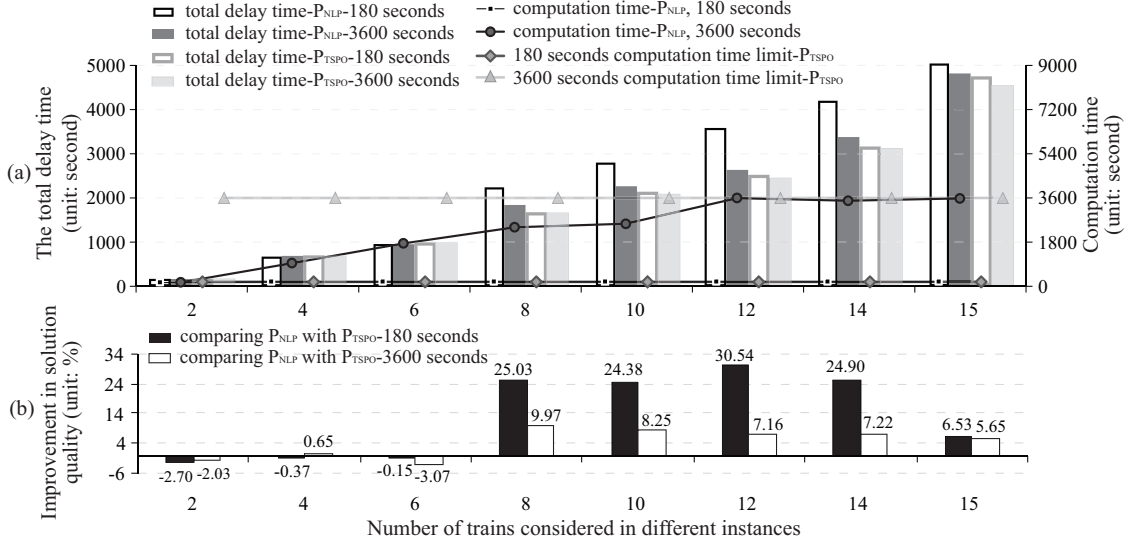 total delay time-PNLP-180 seconds
total delay time-PNLP-3600 seconds
total delay time-PTSPO-180 seconds
total delay time-PTSPO-3600 seconds
computation time-PNLP, 180 seconds
computation time-PNLP, 3600 seconds
180 seconds computation time limit-PTSPO
3600 seconds computation time limit-PTSPO
(a)
The total delay time
(unit: second)
5000
4000
3000
2000
1000
0
9000
7200
5400
3600
1800
0
Computation time
(unit: second)
2 4 6 8 10 12 14 15
comparing PNLP with PTSPO-180 seconds
comparing PNLP with PTSPO-3600 seconds
(b)
Improvement in solution
quality (unit: %)
34
24
14
4
-6
-2.70 -2.03 -0.37 0.65 -0.15 -3.07 25.03 9.97 24.38 8.25 30.54 7.16 24.90 7.22 6.53 5.65
2 4 6 8 10 12 14 15
Number of trains considered in different instances